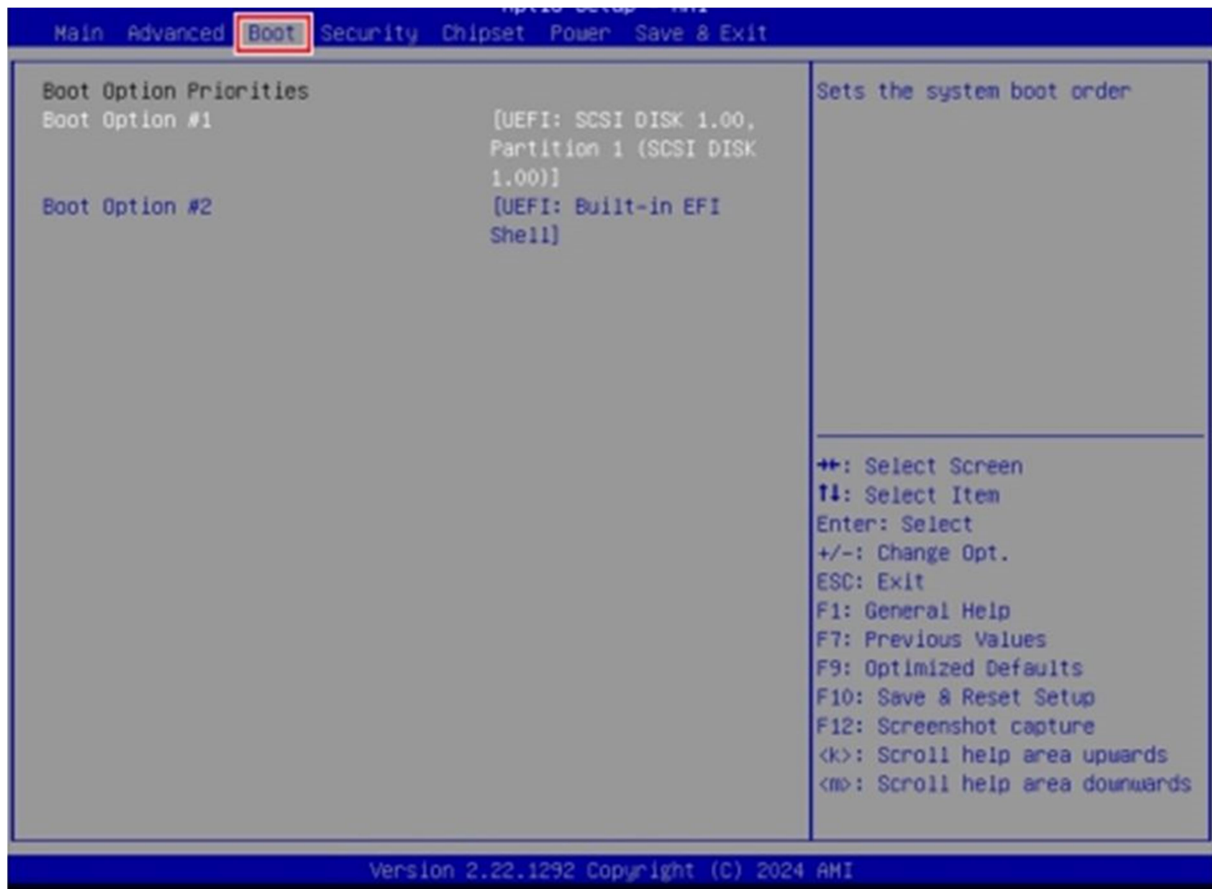 Main Advanced Boot Security Chipset Power Save & Exit
Boot Option Priorities
Boot Option #1 [UEFI: SCSI DISK 1.00,
Partition 1 (SCSI DISK
1.00)]
Boot Option #2 [UEFI: Built-in EFI
Shell]
Sets the system boot order
→←: Select Screen
↑↓: Select Item
Enter: Select
+/-: Change Opt.
ESC: Exit
F1: General Help
F7: Previous Values
F9: Optimized Defaults
F10: Save & Reset Setup
F12: Screenshot capture
<k>: Scroll help area upwards
<m>: Scroll help area downwards
Version 2.22.1292 Copyright (C) 2024 AMI